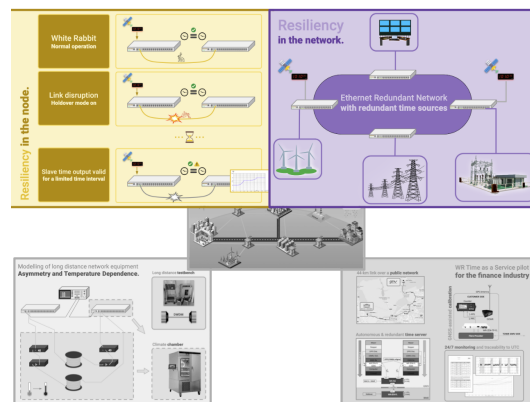 Resiliency in the node.
White Rabbit
Normal operation
Link disruption
Holdover mode on
Slave time output valid
for a limited time interval
Resiliency
in the network.
Ethernet Redundant Network
with redundant time sources
Modelling of long distance network equipment
Asymmetry and Temperature Dependence.
Long distance testbench
Climate chamber
WR Time as a Service pilot
for the finance industry
Autonomous & redundant time server
24/7 monitoring and traceability to UTC